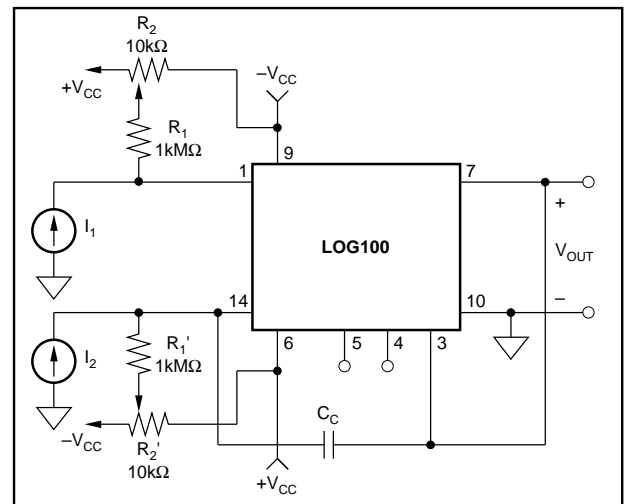 R2
10kΩ
+VCC
–VCC
R1
1kMΩ
9
1
7
I1
+
LOG100
VOUT
14
10
–
6
5
4
3
R1'
1kMΩ
I2
CC
–VCC
R2'
10kΩ
+VCC